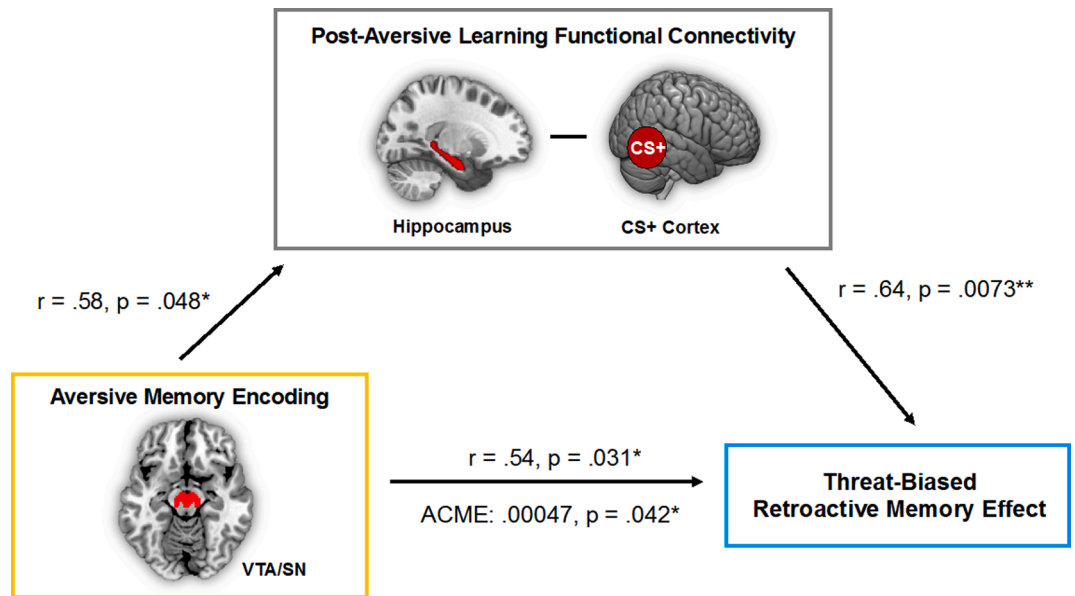 Post-Aversive Learning Functional Connectivity
CS+
Hippocampus
CS+ Cortex
r = .58, p = .048*
r = .64, p = .0073**
Aversive Memory Encoding
VTA/SN
r = .54, p = .031*
ACME: .00047, p = .042*
Threat-Biased
Retroactive Memory Effect